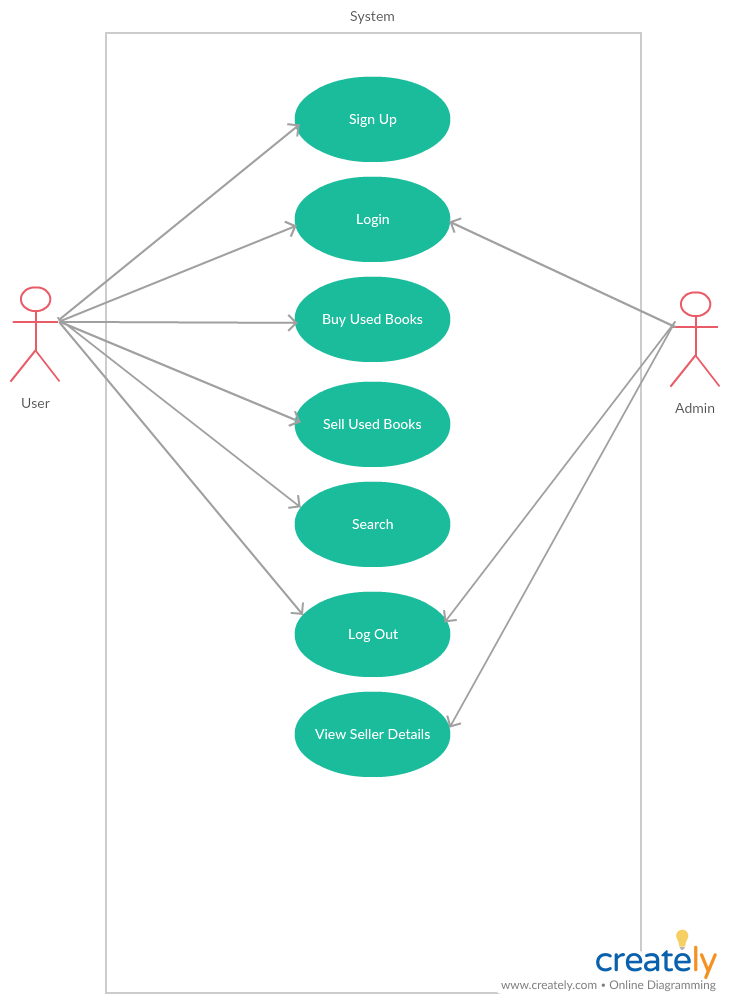 System
Sign Up
Login
Buy Used Books
User
Admin
Sell Used Books
Search
Log Out
View Seller Details
creately
www.creately.com • Online Diagramming